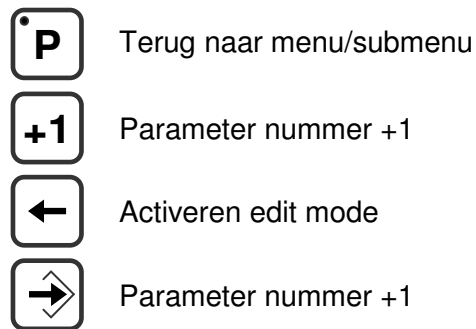 P Terug naar menu/submenu
+1 Parameter nummer +1
Activeren edit mode
Parameter nummer +1